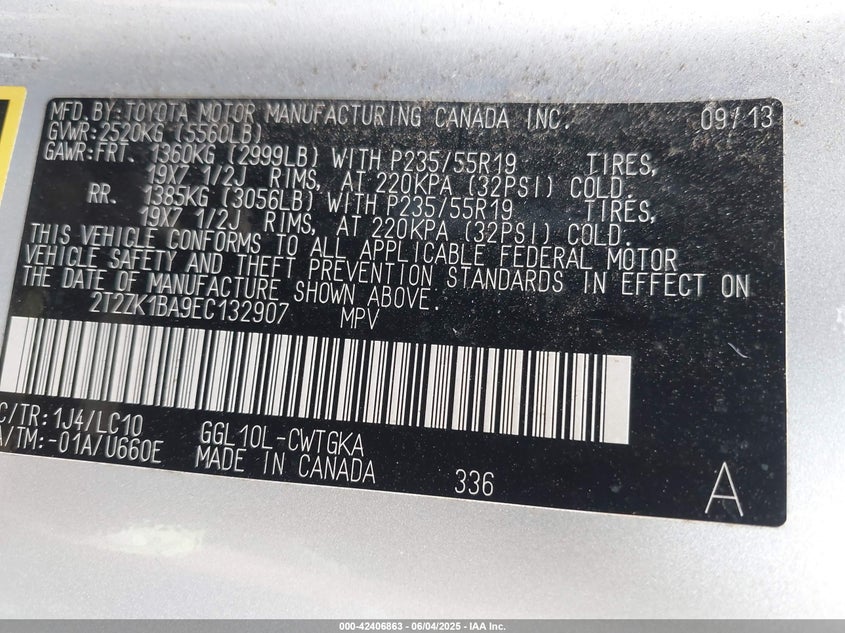 MFD. BY: TOYOTA MOTOR MANUFACTURING CANADA INC. 09/13
GVWR: 2520KG (5560LB)
GAWR: FRT. 1360KG (2999LB) WITH P235/55R19 TIRES,
19X7 1/2J RIMS, AT 220KPA (32PSI) COLD.
RR. 1385KG (3056LB) WITH P235/55R19 TIRES,
19X7 1/2J RIMS, AT 220KPA (32PSI) COLD.
THIS VEHICLE CONFORMS TO ALL APPLICABLE FEDERAL MOTOR
VEHICLE SAFETY AND THEFT PREVENTION STANDARDS IN EFFECT ON
THE DATE OF MANUFACTURE SHOWN ABOVE.
2T2ZK1BA9EC132907 MPV
C/TR: 1J4/LC10
A/TM: -01A/U660E
GGL10L-CWTGKA
MADE IN CANADA 336 A
000-42406863 - 06/04/2025 - IAA Inc.